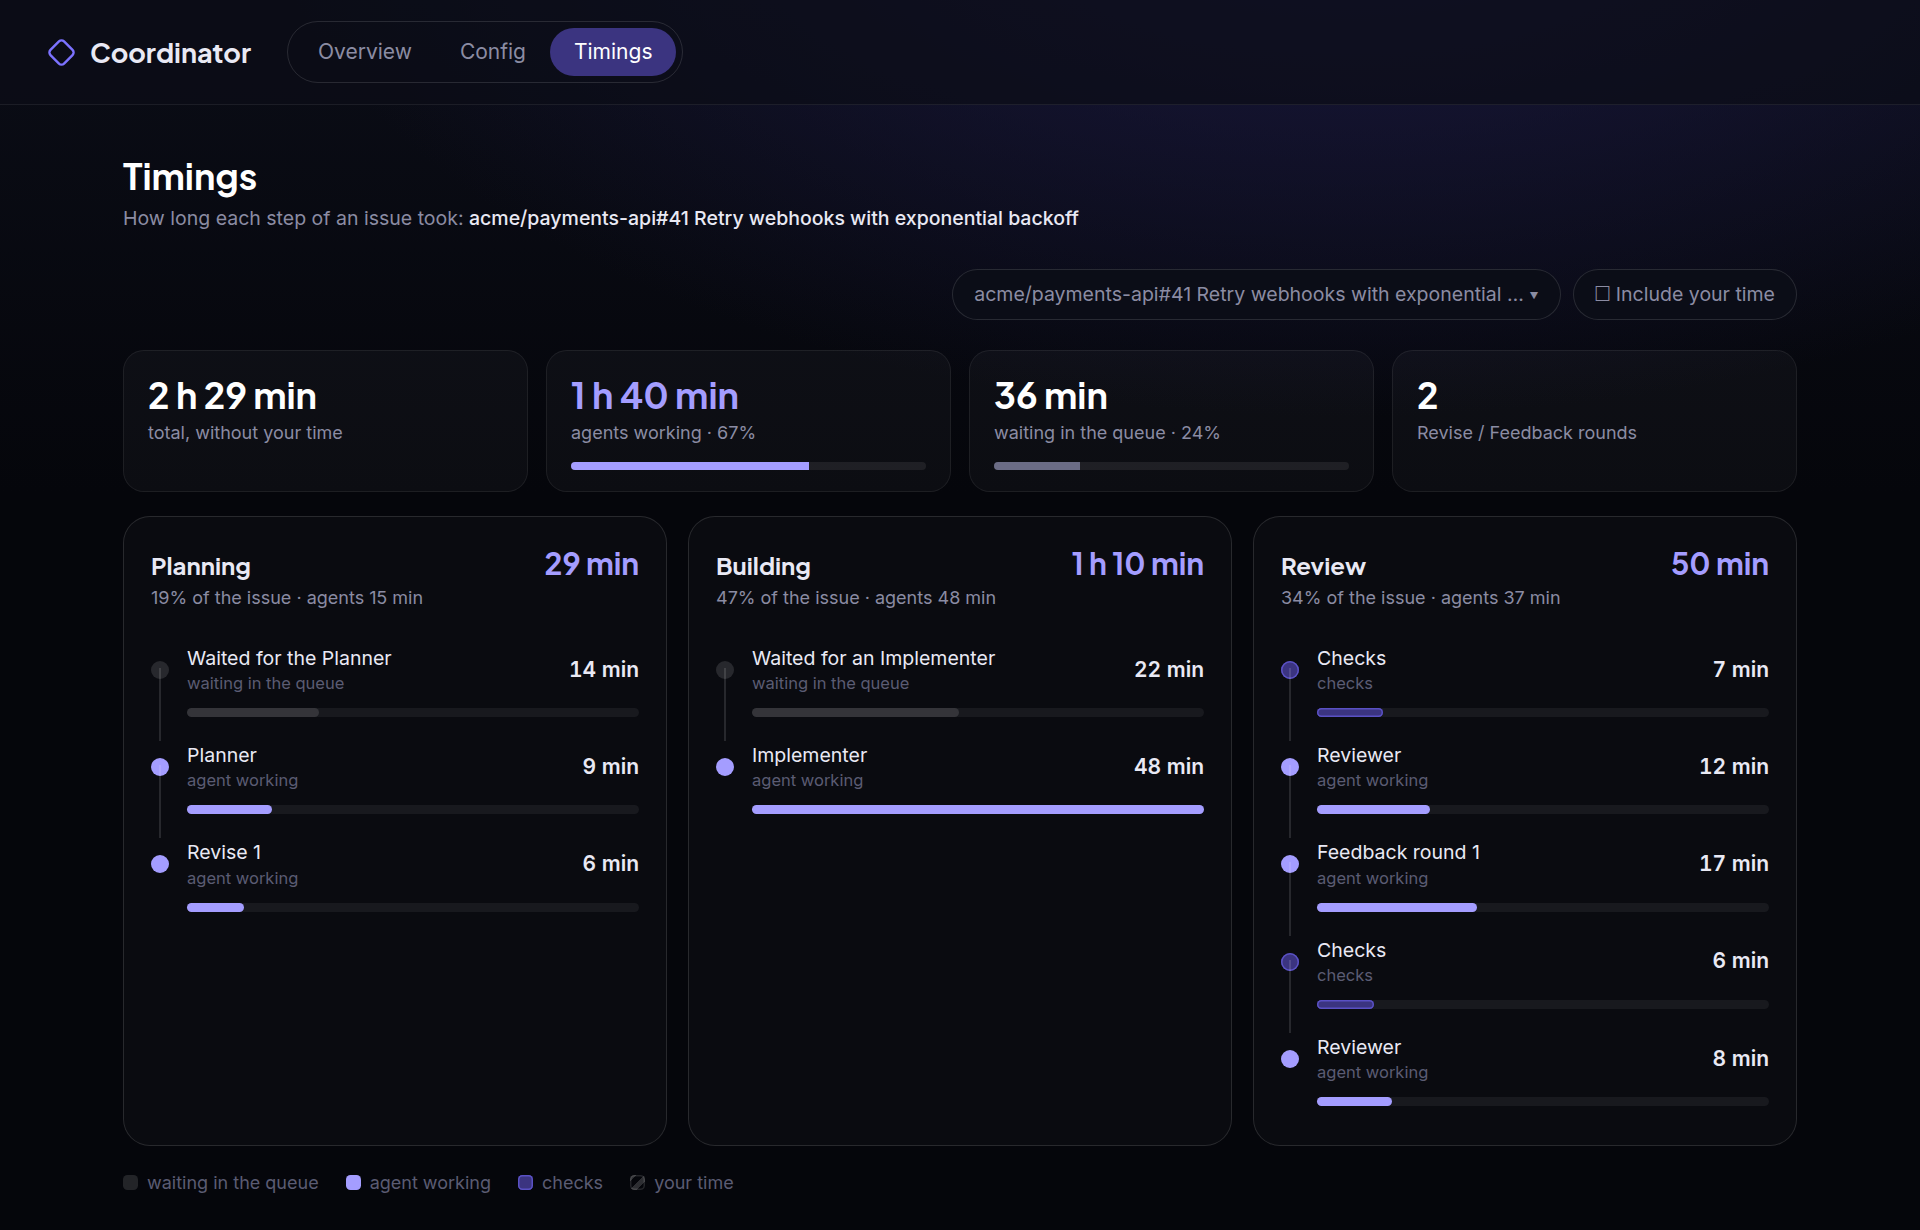 Coordinator
Overview
Config
Timings
Timings
How long each step of an issue took: acme/payments-api#41 Retry webhooks with exponential backoff
acme/payments-api#41 Retry webhooks with exponential ... ▾
☐ Include your time
2 h 29 min
total, without your time
1 h 40 min
agents working · 67%
36 min
waiting in the queue · 24%
2
Revise / Feedback rounds
Planning
29 min
19% of the issue · agents 15 min
Waited for the Planner
waiting in the queue
14 min
Planner
agent working
9 min
Revise 1
agent working
6 min
Building
1 h 10 min
47% of the issue · agents 48 min
Waited for an Implementer
waiting in the queue
22 min
Implementer
agent working
48 min
Review
50 min
34% of the issue · agents 37 min
Checks
checks
7 min
Reviewer
agent working
12 min
Feedback round 1
agent working
17 min
Checks
checks
6 min
Reviewer
agent working
8 min
waiting in the queue
agent working
checks
your time